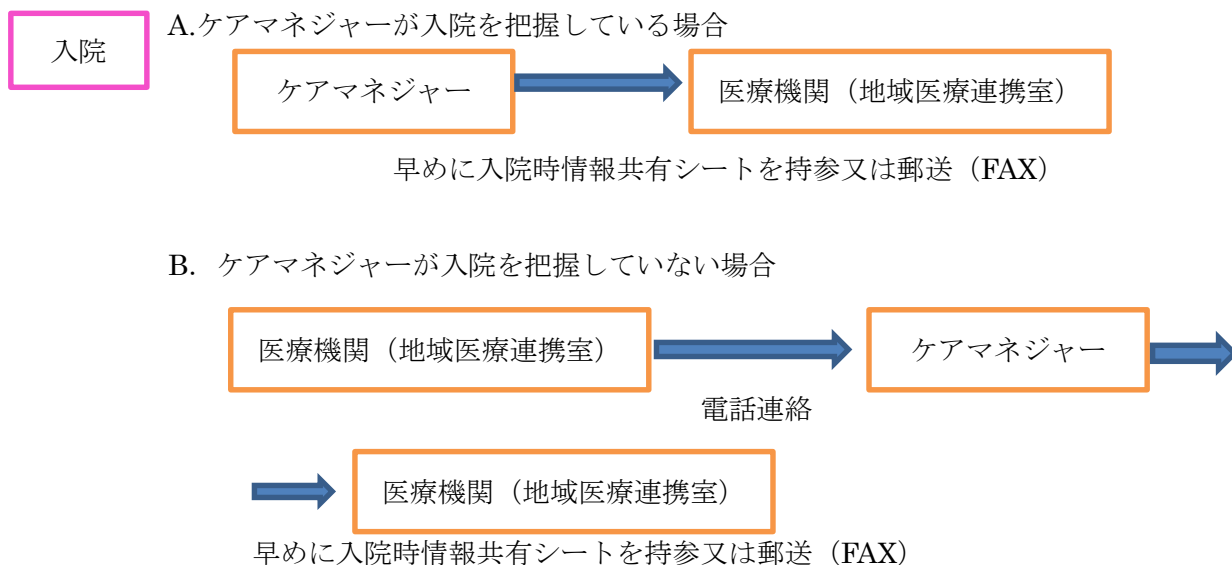 入院
A.ケアマネジャーが入院を把握している場合
ケアマネジャー
医療機関（地域医療連携室）
早めに入院時情報共有シートを持参又は郵送（FAX）
B. ケアマネジャーが入院を把握していない場合
医療機関（地域医療連携室）
ケアマネジャー
電話連絡
医療機関（地域医療連携室）
早めに入院時情報共有シートを持参又は郵送（FAX）